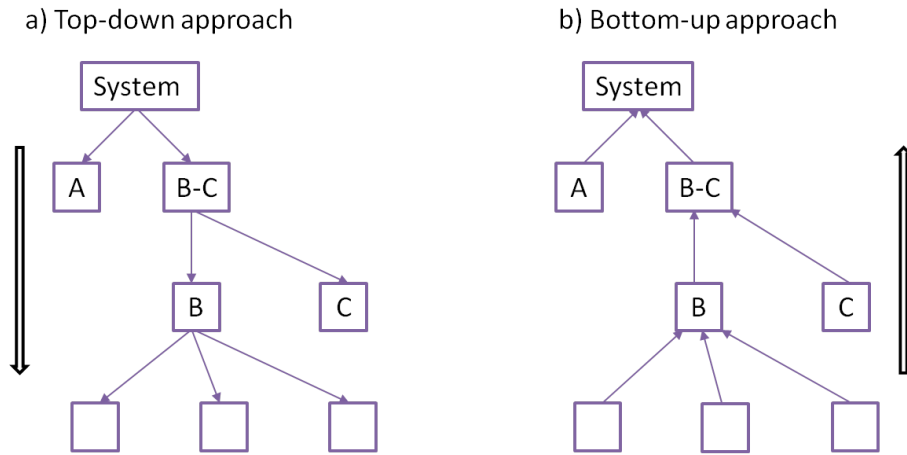 a) Top-down approach
System
A
B-C
B
C
b) Bottom-up approach
System
A
B-C
B
C